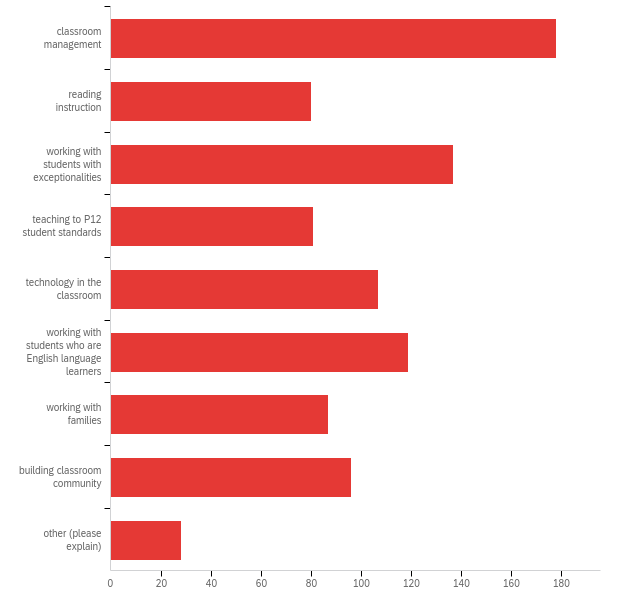 classroom
management
reading
instruction
working with
students with
exceptionalities
teaching to P12
student standards
technology in the
classroom
working with
students who are
English language
learners
working with
families
building classroom
community
other (please
explain)
0 20 40 60 80 100 120 140 160 180